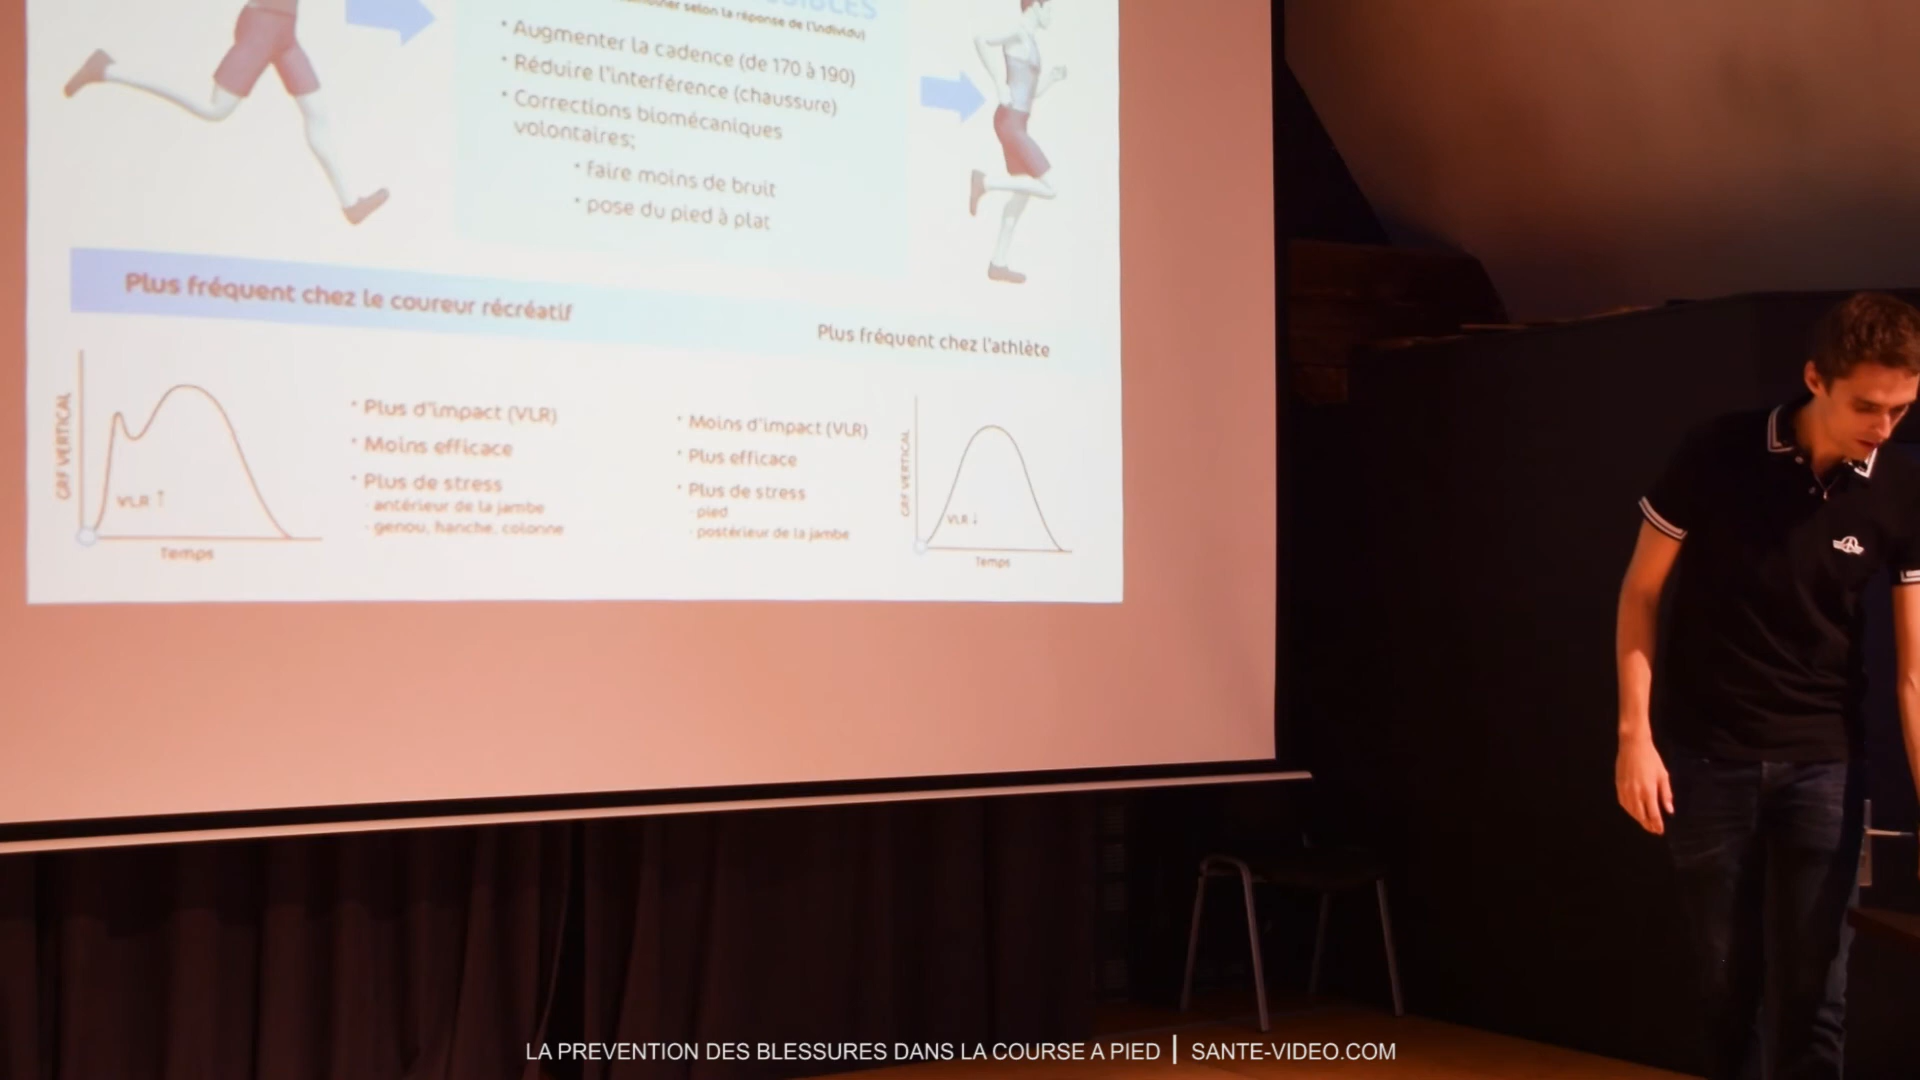 selon la réponse de l'individu)
• Augmenter la cadence (de 170 à 190)
• Réduire l'interférence (chaussure)
• Corrections biomécaniques
volontaires;
• faire moins de bruit
• pose du pied à plat
Plus fréquent chez le coureur récréatif
Plus fréquent chez l'athlète
GRF VERTICAL
VLR ↑
Temps
• Plus d'impact (VLR)
• Moins efficace
• Plus de stress
- antérieur de la jambe
- genou, hanche, colonne
• Moins d'impact (VLR)
• Plus efficace
• Plus de stress
- pied
- postérieur de la jambe
GRF VERTICAL
VLR ↓
Temps
LA PREVENTION DES BLESSURES DANS LA COURSE A PIED | SANTE-VIDEO.COM